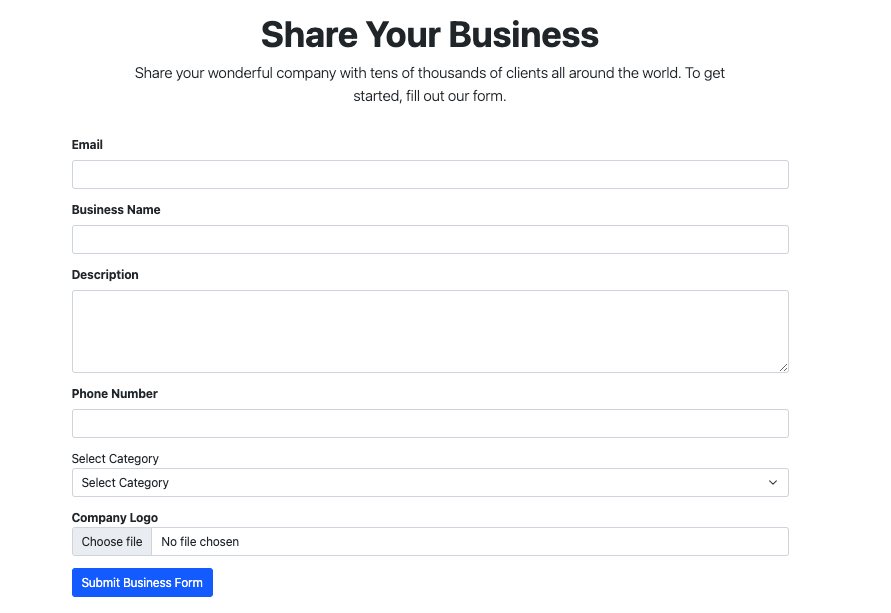 Share Your Business
Share your wonderful company with tens of thousands of clients all around the world. To get
started, fill out our form.
Email
Business Name
Description
Phone Number
Select Category
Select Category
Company Logo
Choose file No file chosen
Submit Business Form